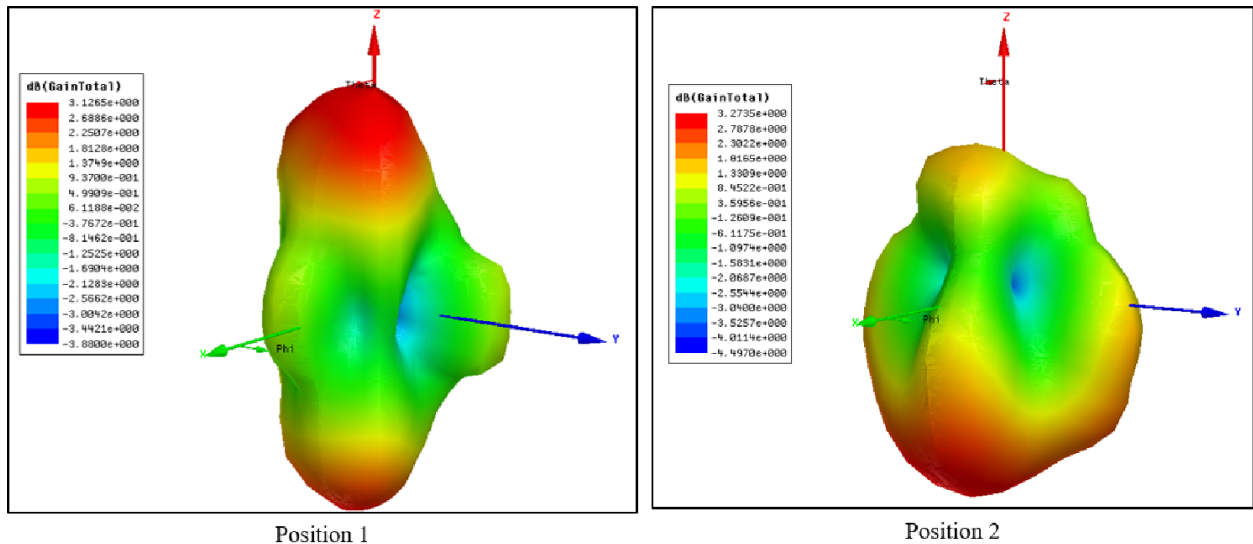 Z
Theta
dB(GainTotal)
3.1265e+000
2.6886e+000
2.2507e+000
1.8128e+000
1.3749e+000
9.3700e-001
4.9909e-001
6.1188e-002
-3.7672e-001
-8.1462e-001
-1.2525e+000
-1.6904e+000
-2.1283e+000
-2.5662e+000
-3.0042e+000
-3.4421e+000
-3.8800e+000
X
Phi
Y
Position 1
Z
Theta
dB(GainTotal)
3.2735e+000
2.7878e+000
2.3022e+000
1.8165e+000
1.3309e+000
8.4522e-001
3.5956e-001
-1.2609e-001
-6.1175e-001
-1.0974e+000
-1.5831e+000
-2.0687e+000
-2.5544e+000
-3.0400e+000
-3.5257e+000
-4.0114e+000
-4.4970e+000
X
Phi
Y
Position 2